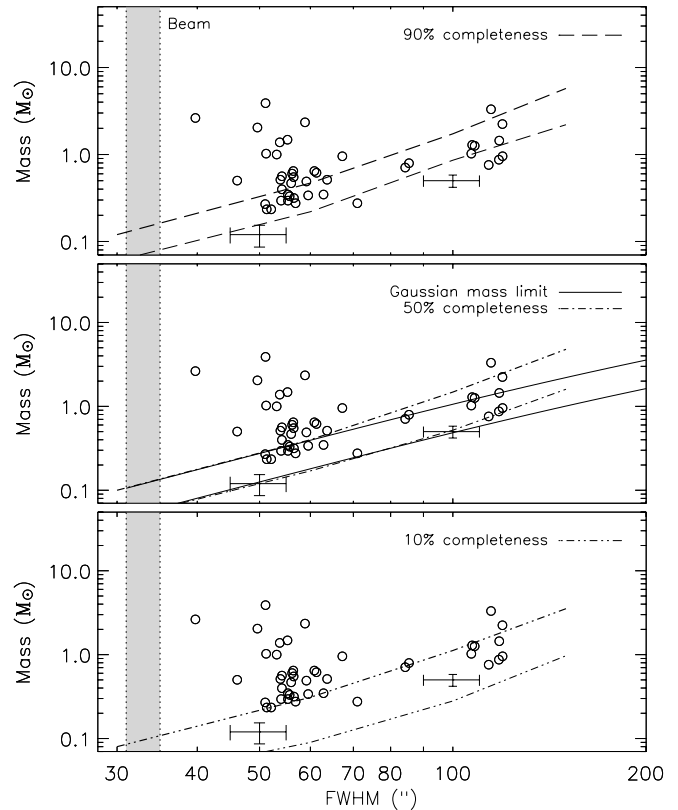 Beam
90% completeness
10.0
1.0
0.1
Mass (M⊙)
Gaussian mass limit
50% completeness
10.0
1.0
0.1
Mass (M⊙)
10% completeness
10.0
1.0
0.1
Mass (M⊙)
30 40 50 60 70 80 100 200
FWHM (")